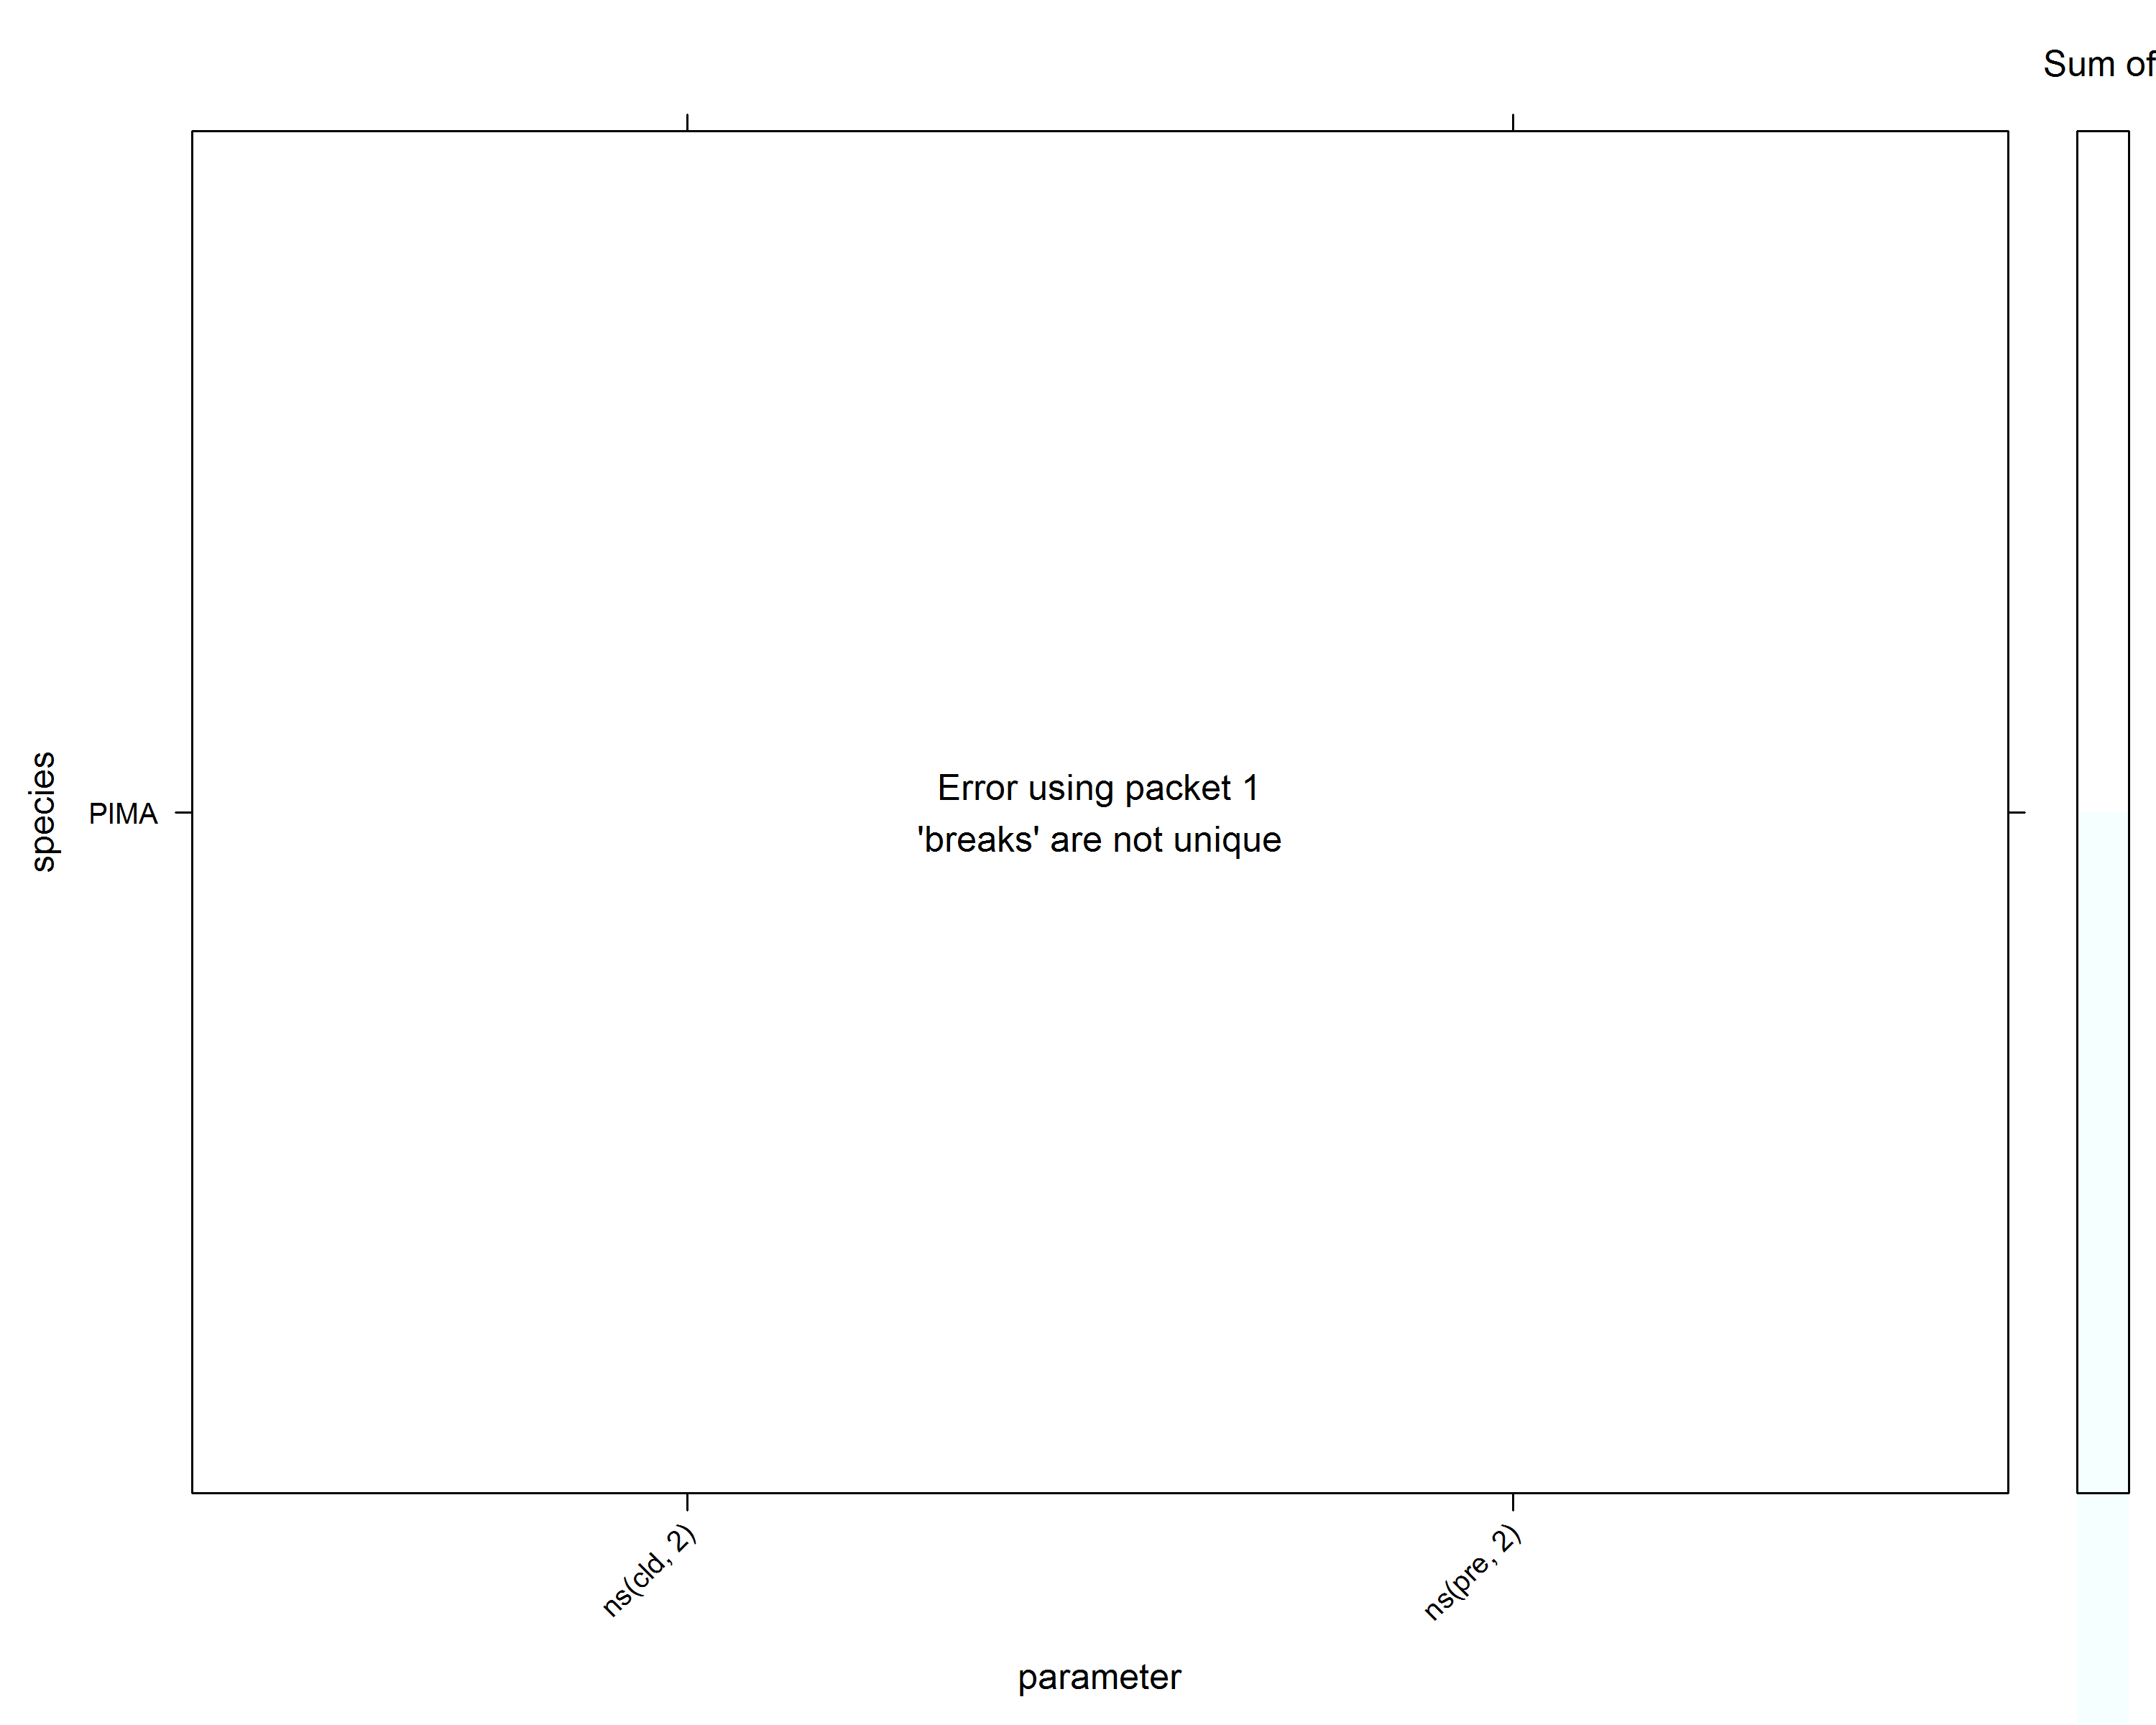 Sum of
species
PIMA
Error using packet 1
'breaks' are not unique
ns(cld, 2)
ns(pre, 2)
parameter